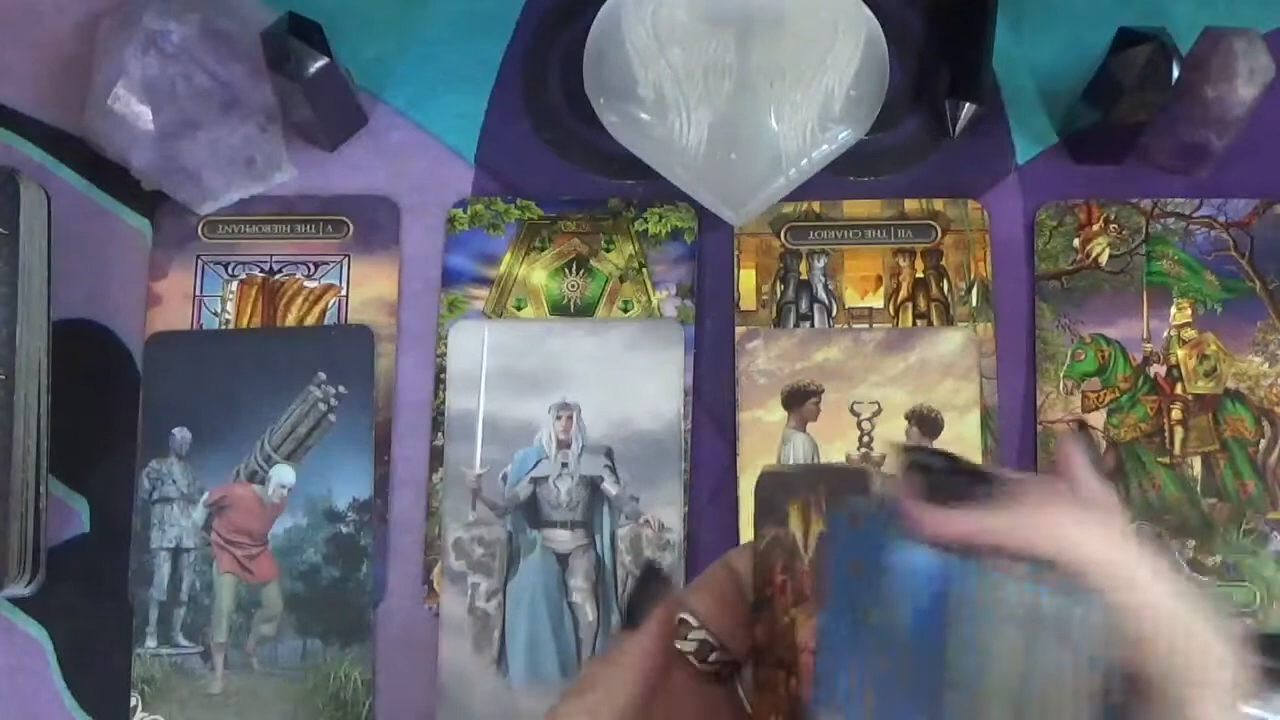 V | THE HIEROPHANT
VII | THE CHARIOT